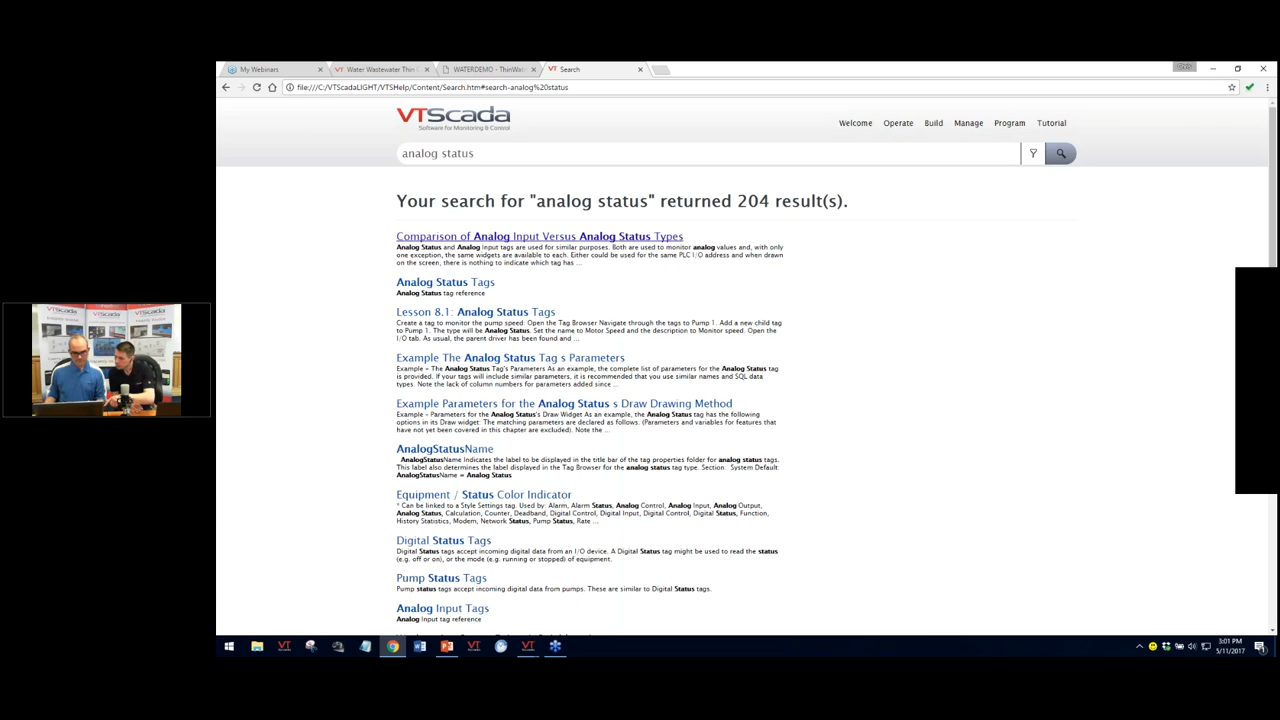 My Webinars
VT Water Wastewater Thin
WATERDEMO - ThinWat
VT Search
Chris
file:///C:/VTScadaLIGHT/VTSHelp/Content/Search.htm#search-analog%20status
VTScada
Software for Monitoring & Control
Welcome Operate Build Manage Program Tutorial
analog status
Your search for "analog status" returned 204 result(s).
Comparison of Analog Input Versus Analog Status Types
Analog Status and Analog Input tags are used for similar purposes. Both are used to monitor analog values and, with only
one exception, the same widgets are available to each. Either could be used for the same PLC I/O address and when drawn
on the screen, there is nothing to indicate which tag has ...
Analog Status Tags
Analog Status tag reference
Lesson 8.1: Analog Status Tags
Create a tag to monitor the pump speed: Open the Tag Browser Navigate through the tags to Pump 1. Add a new child tag
to Pump 1. The type will be Analog Status. Set the name to Motor Speed and the description to Monitor speed. Open the
I/O tab. As usual, the parent driver has been found and ...
Example The Analog Status Tag s Parameters
Example - The Analog Status Tag's Parameters As an example, the complete list of parameters for the Analog Status tag
is provided. If your tags will include similar parameters, it is recommended that you use similar names and SQL data
types. Note the lack of column numbers for parameters added since ...
Example Parameters for the Analog Status s Draw Drawing Method
Example - Parameters for the Analog Status's Draw Widget As an example, the Analog Status tag has the following
options in its Draw widget: The matching parameters are declared as follows. (Parameters and variables for features that
have not yet been covered in this chapter are excluded). Note the ...
AnalogStatusName
AnalogStatusName Indicates the label to be displayed in the title bar of the tag properties folder for analog status tags.
This label also determines the label displayed in the Tag Browser for the analog status tag type. Section: System Default:
AnalogStatusName = Analog Status
Equipment / Status Color Indicator
* Can be linked to a Style Settings tag. Used by: Alarm, Alarm Status, Analog Control, Analog Input, Analog Output,
Analog Status, Calculation, Counter, Deadband, Digital Control, Digital Input, Digital Control, Digital Status, Function,
History Statistics, Modem, Network Status, Pump Status, Rate ...
Digital Status Tags
Digital Status tags accept incoming digital data from an I/O device. A Digital Status tag might be used to read the status
(e.g. off or on), or the mode (e.g. running or stopped) of equipment.
Pump Status Tags
Pump status tags accept incoming digital data from pumps. These are similar to Digital Status tags.
Analog Input Tags
Analog Input tag reference
3:01 PM
5/11/2017
VTScada
VTScada